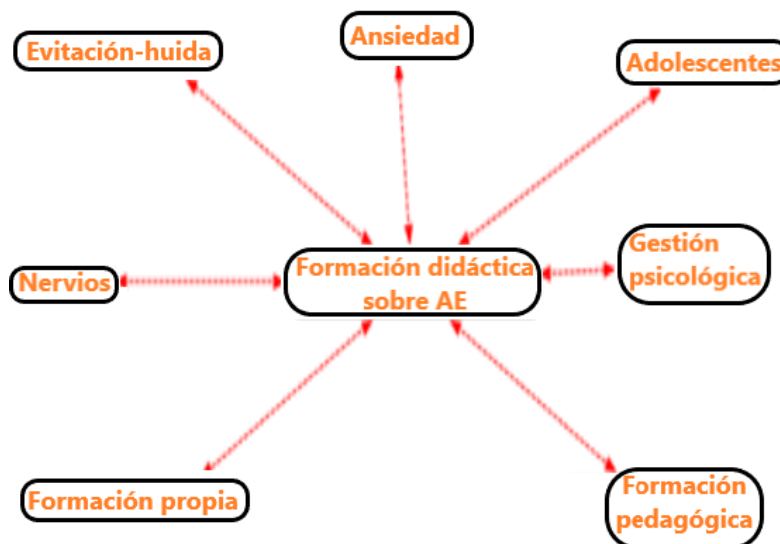 Evitación-huida
Ansiedad
Adolescentes
Nervios
Formación didáctica
sobre AE
Gestión
psicológica
Formación propia
Formación
pedagógica